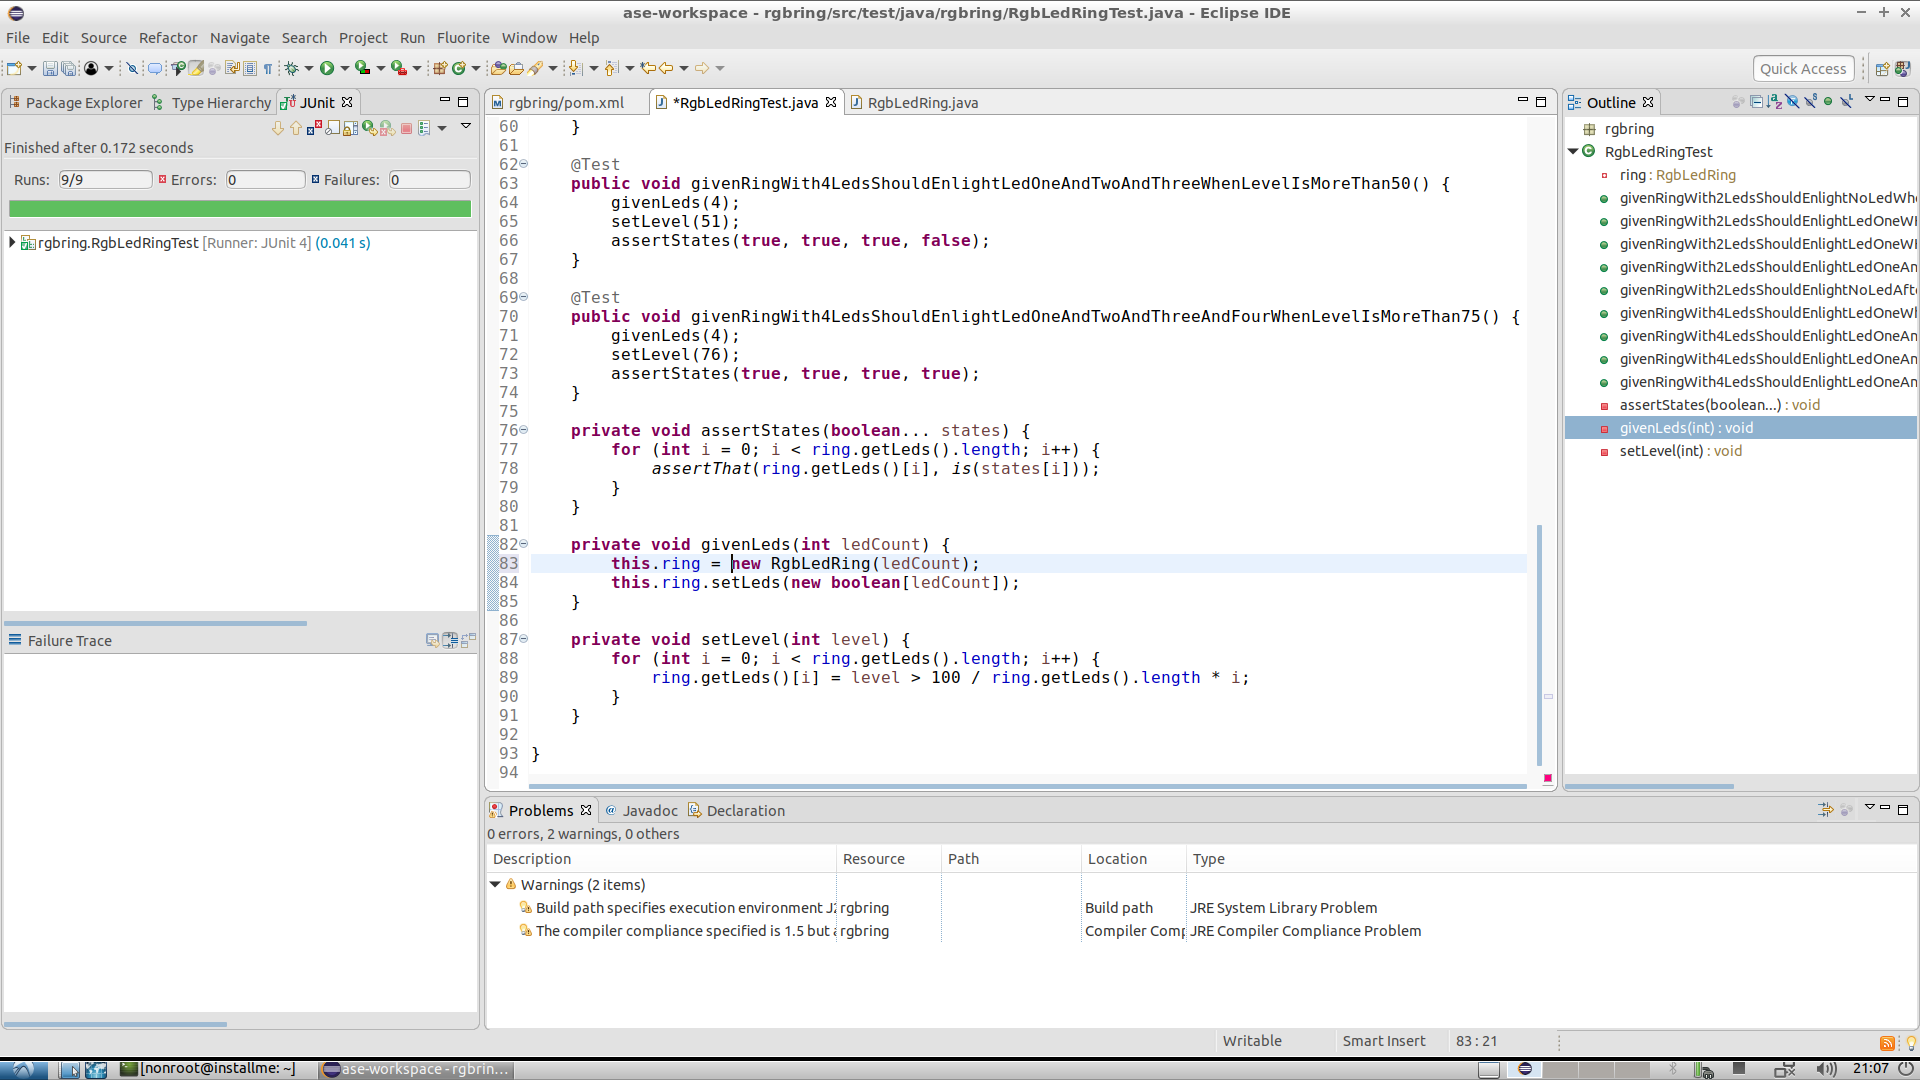 ase-workspace - rgbring/src/test/java/rgbring/RgbLedRingTest.java - Eclipse IDE
File Edit Source Refactor Navigate Search Project Run Fluorite Window Help
Quick Access
Package Explorer Type Hierarchy JUnit
Finished after 0.172 seconds
Runs: 9/9 Errors: 0 Failures: 0
rgbring.RgbLedRingTest [Runner: JUnit 4] (0.041 s)
Failure Trace
rgbring/pom.xml *RgbLedRingTest.java RgbLedRing.java
60 }
61
62 @Test
63 public void givenRingWith4LedsShouldEnlightLedOneAndTwoAndThreeWhenLevelIsMoreThan50() {
64 givenLeds(4);
65 setLevel(51);
66 assertStates(true, true, true, false);
67 }
68
69 @Test
70 public void givenRingWith4LedsShouldEnlightLedOneAndTwoAndThreeAndFourWhenLevelIsMoreThan75() {
71 givenLeds(4);
72 setLevel(76);
73 assertStates(true, true, true, true);
74 }
75
76 private void assertStates(boolean... states) {
77 for (int i = 0; i < ring.getLeds().length; i++) {
78 assertThat(ring.getLeds()[i], is(states[i]));
79 }
80 }
81
82 private void givenLeds(int ledCount) {
83 this.ring = new RgbLedRing(ledCount);
84 this.ring.setLeds(new boolean[ledCount]);
85 }
86
87 private void setLevel(int level) {
88 for (int i = 0; i < ring.getLeds().length; i++) {
89 ring.getLeds()[i] = level > 100 / ring.getLeds().length * i;
90 }
91 }
92
93 }
94
Outline
rgbring
RgbLedRingTest
ring : RgbLedRing
givenRingWith2LedsShouldEnlightNoLedWhe
givenRingWith2LedsShouldEnlightLedOneWh
givenRingWith2LedsShouldEnlightLedOneWh
givenRingWith2LedsShouldEnlightLedOneAn
givenRingWith2LedsShouldEnlightNoLedAfte
givenRingWith4LedsShouldEnlightLedOneWh
givenRingWith4LedsShouldEnlightLedOneAn
givenRingWith4LedsShouldEnlightLedOneAn
givenRingWith4LedsShouldEnlightLedOneAn
assertStates(boolean...) : void
givenLeds(int) : void
setLevel(int) : void
Problems @ Javadoc Declaration
0 errors, 2 warnings, 0 others
Description Resource Path Location Type
Warnings (2 items)
Build path specifies execution environment J2 rgbring Build path JRE System Library Problem
The compiler compliance specified is 1.5 but a rgbring Compiler Comp JRE Compiler Compliance Problem
Writable Smart Insert 83 : 21
[nonroot@installme: ~] ase-workspace - rgbrin... 21:07